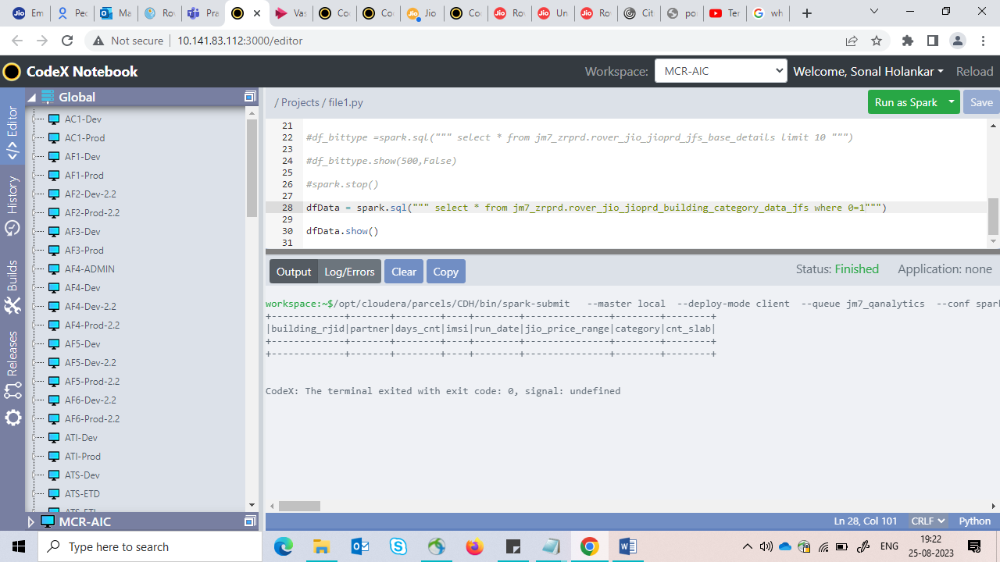 Em
Pec
Ma
Ro
Pra
Vas
Co
Co
Jio
Co
Ro
Un
Ro
Cit
po
Ter
wh
Not secure
10.141.83.112:3000/editor
CodeX Notebook
Workspace:
MCR-AIC
Welcome, Sonal Holankar
Reload
Editor
History
Builds
Releases
Global
AC1-Dev
AC1-Prod
AF1-Dev
AF1-Prod
AF2-Dev-2.2
AF2-Prod-2.2
AF3-Dev
AF3-Prod
AF4-ADMIN
AF4-Dev
AF4-Dev-2.2
AF4-Prod-2.2
AF5-Dev
AF5-Dev-2.2
AF5-Prod-2.2
AF6-Dev-2.2
AF6-Prod-2.2
ATI-Dev
ATI-Prod
ATS-Dev
ATS-ETD
MCR-AIC
/ Projects / file1.py
Run as Spark
Save
21
22 #df_bittype =spark.sql(""" select * from jm7_zrprd.rover_jio_jioprd_jfs_base_details limit 10 """)
23
24 #df_bittype.show(500,False)
25
26 #spark.stop()
27
28 dfData = spark.sql(""" select * from jm7_zrprd.rover_jio_jioprd_building_category_data_jfs where 0=1""")
29
30 dfData.show()
31
Output
Log/Errors
Clear
Copy
Status: Finished
Application: none
workspace:~$/opt/cloudera/parcels/CDH/bin/spark-submit --master local --deploy-mode client --queue jm7_qanalytics --conf spark
+-------------+-------+--------+----+--------+---------------+--------+--------+
|building_rjid|partner|days_cnt|imsi|run_date|jio_price_range|category|cnt_slab|
+-------------+-------+--------+----+--------+---------------+--------+--------+
+-------------+-------+--------+----+--------+---------------+--------+--------+
CodeX: The terminal exited with exit code: 0, signal: undefined
Ln 28, Col 101
CRLF
Python
Type here to search
ENG
19:22
25-08-2023